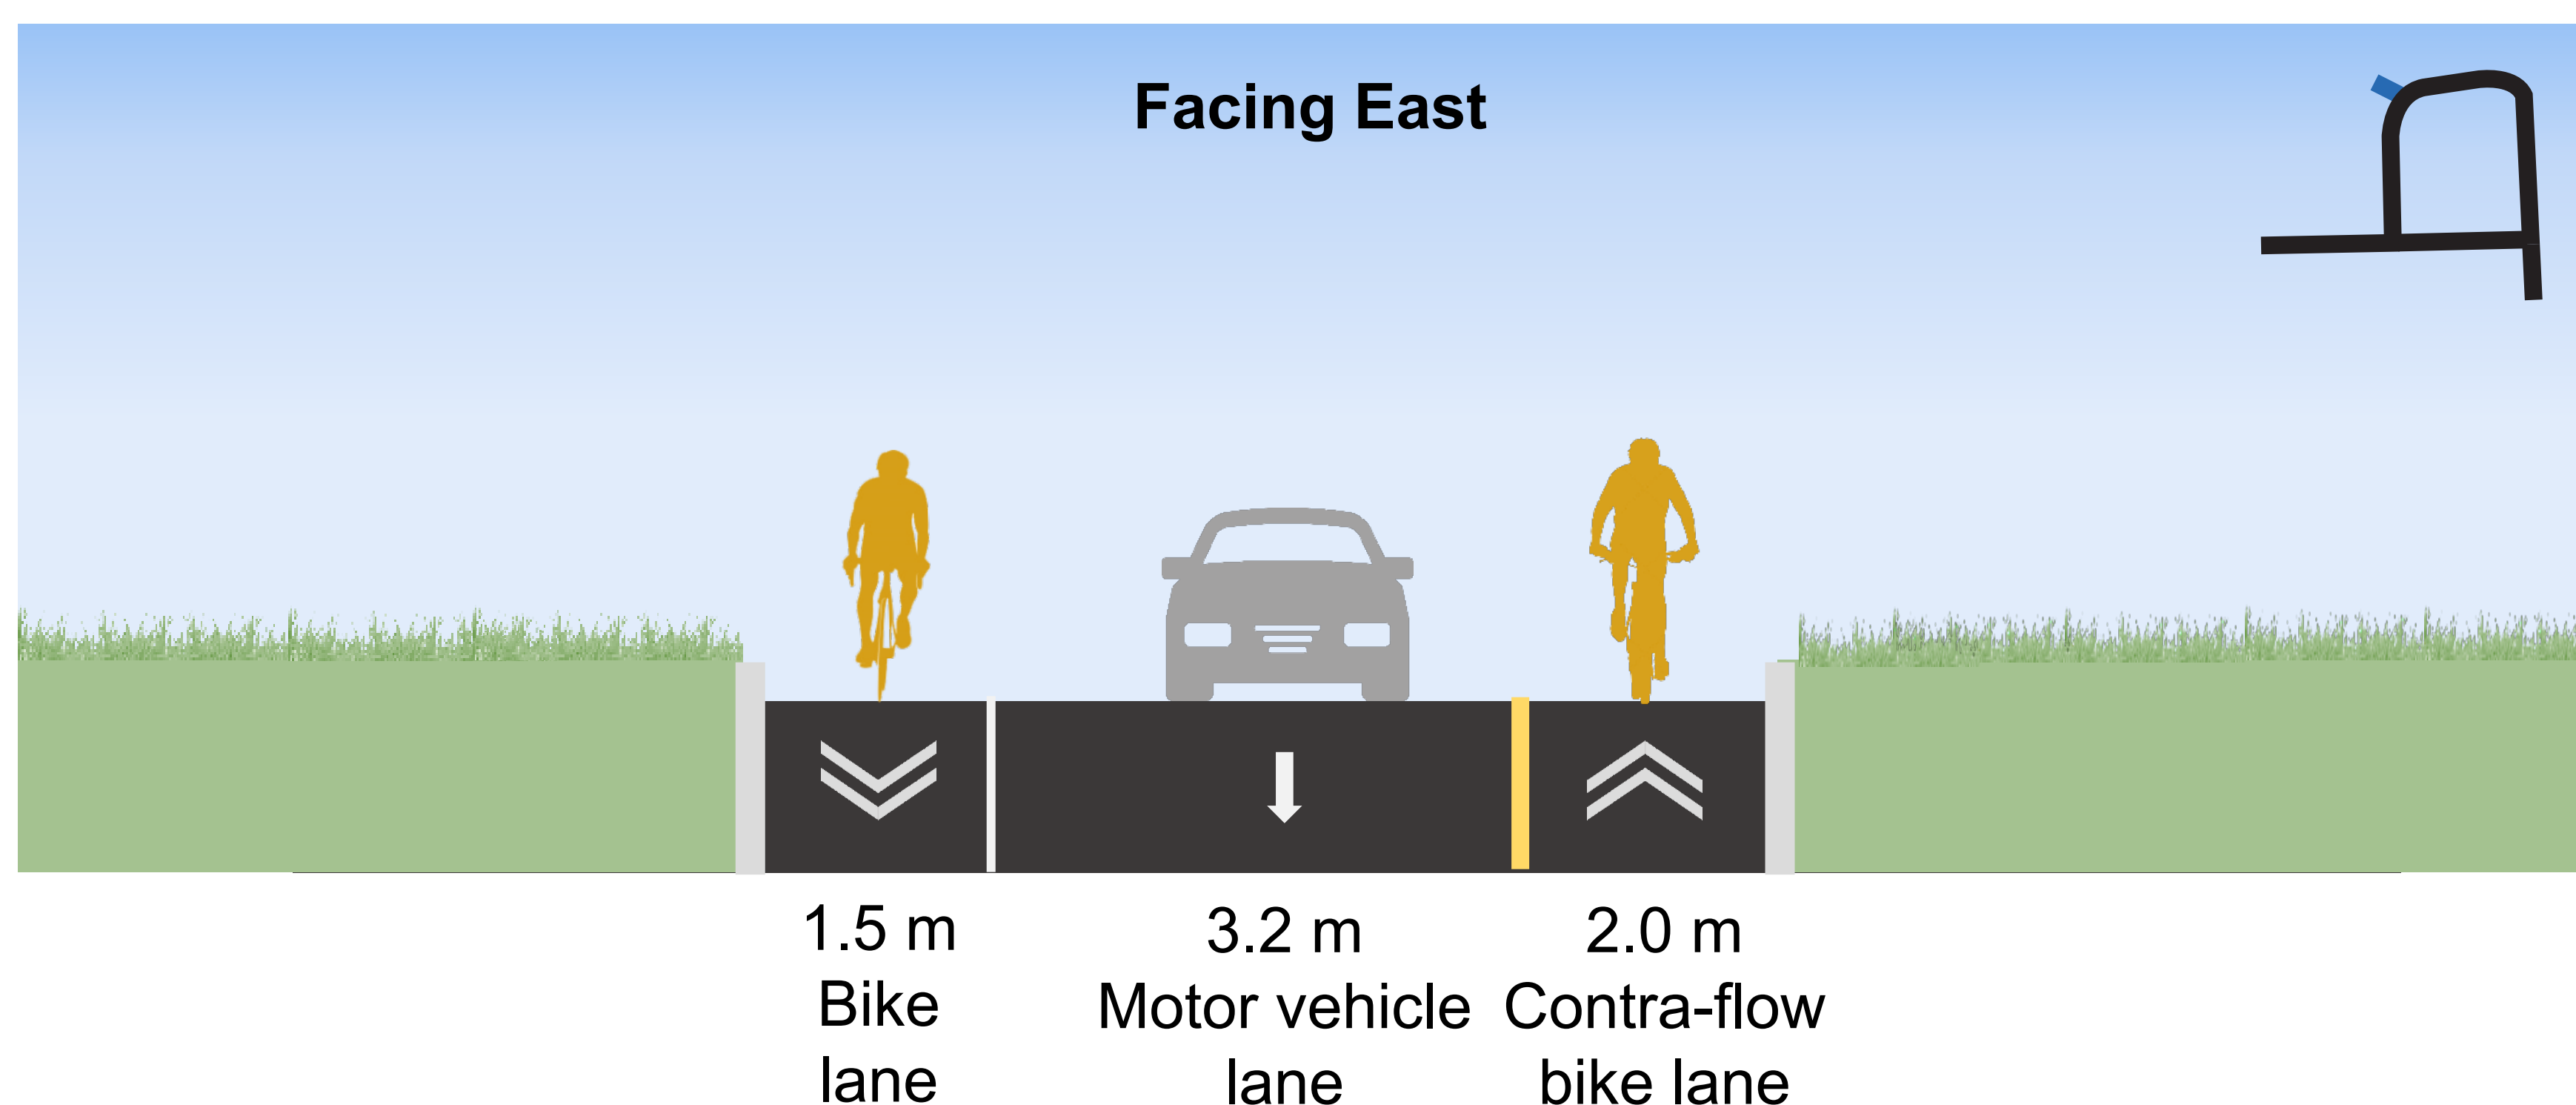 Facing East
1.5 m
Bike
lane
3.2 m
Motor vehicle
lane
2.0 m
Contra-flow
bike lane